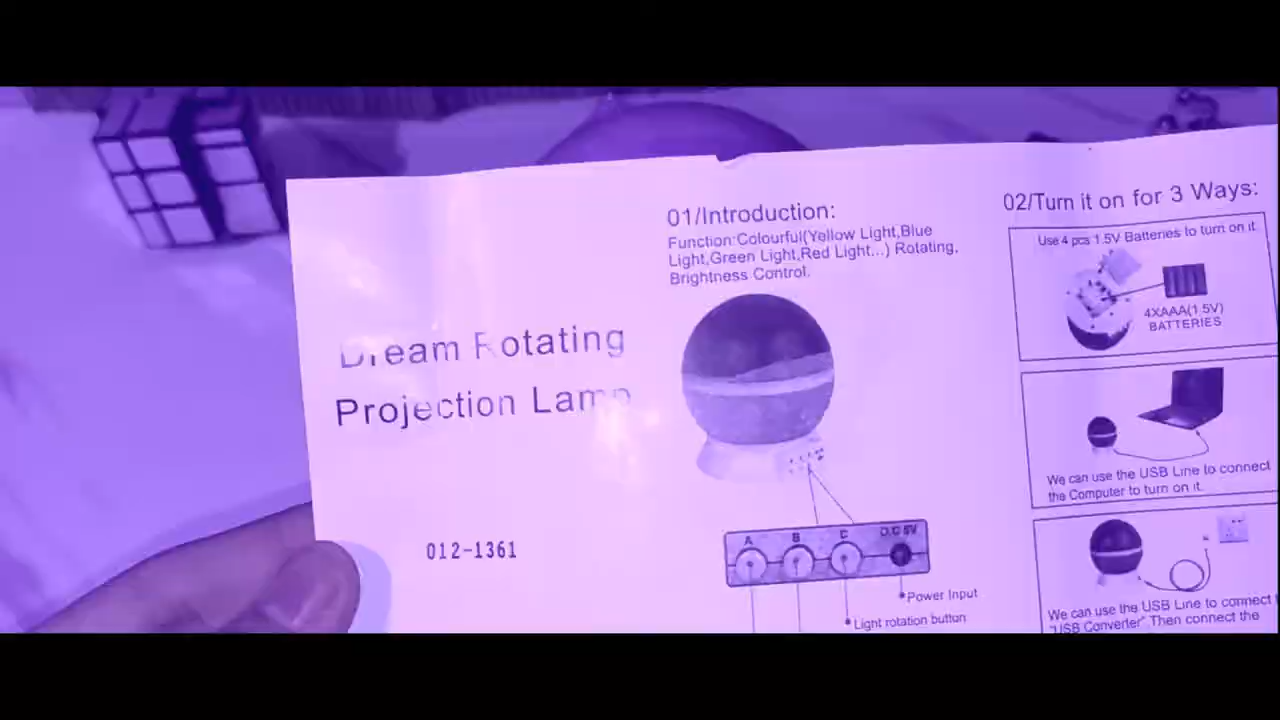 Dream Rotating
Projection Lamp
012-1361
01/Introduction:
Function:Colourful(Yellow Light,Blue
Light,Green Light,Red Light...) Rotating,
Brightness Control.
A B C D.C 5V
Power Input
Light rotation button
02/Turn it on for 3 Ways:
Use 4 pcs 1.5V Batteries to turn on it
4XAAA(1.5V)
BATTERIES
We can use the USB Line to connect
the Computer to turn on it.
We can use the USB Line to connect
"USB Converter" Then connect the